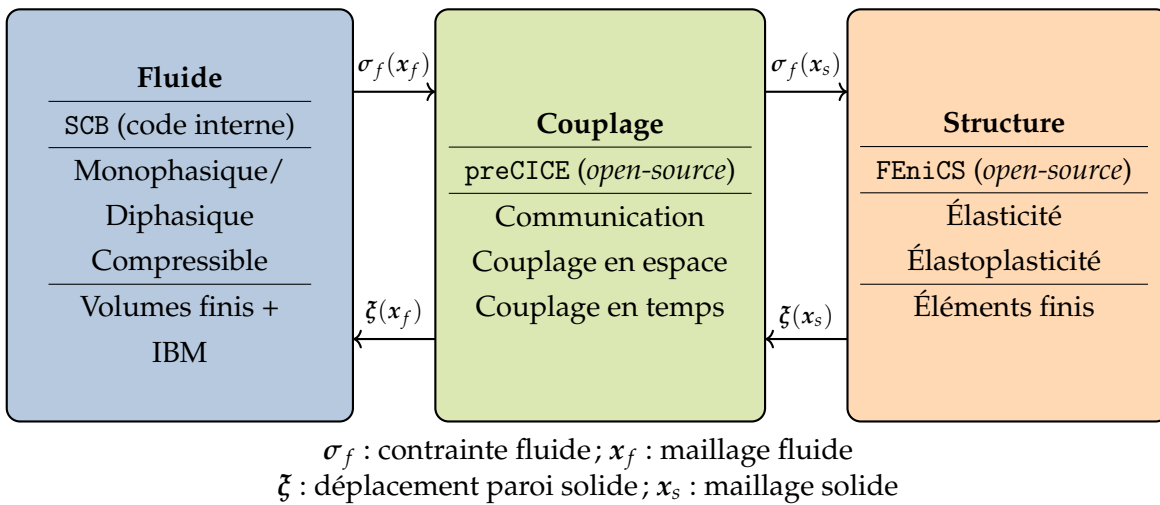 Fluide
SCB (code interne)
Monophasique/
Diphasique
Compressible
Volumes finis +
IBM
σ_f(x_f)
ξ(x_f)
Couplage
preCICE (open-source)
Communication
Couplage en espace
Couplage en temps
σ_f(x_s)
ξ(x_s)
Structure
FEniCS (open-source)
Élasticité
Élastoplasticité
Éléments finis
σ_f : contrainte fluide ; x_f : maillage fluide
ξ : déplacement paroi solide ; x_s : maillage solide